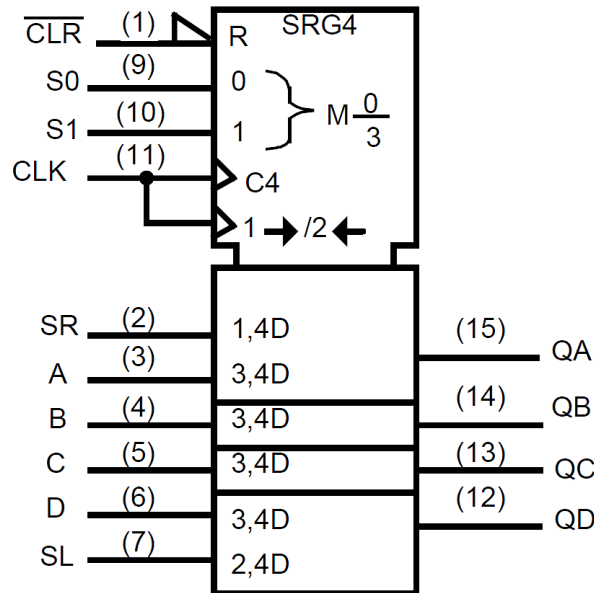 CLR (1) R SRG4
S0 (9) 0
M 0/3
S1 (10) 1
CLK (11) C4
1 /2
SR (2) 1,4D (15) QA
A (3) 3,4D
B (4) 3,4D (14) QB
C (5) 3,4D (13) QC
D (6) 3,4D (12) QD
SL (7) 2,4D